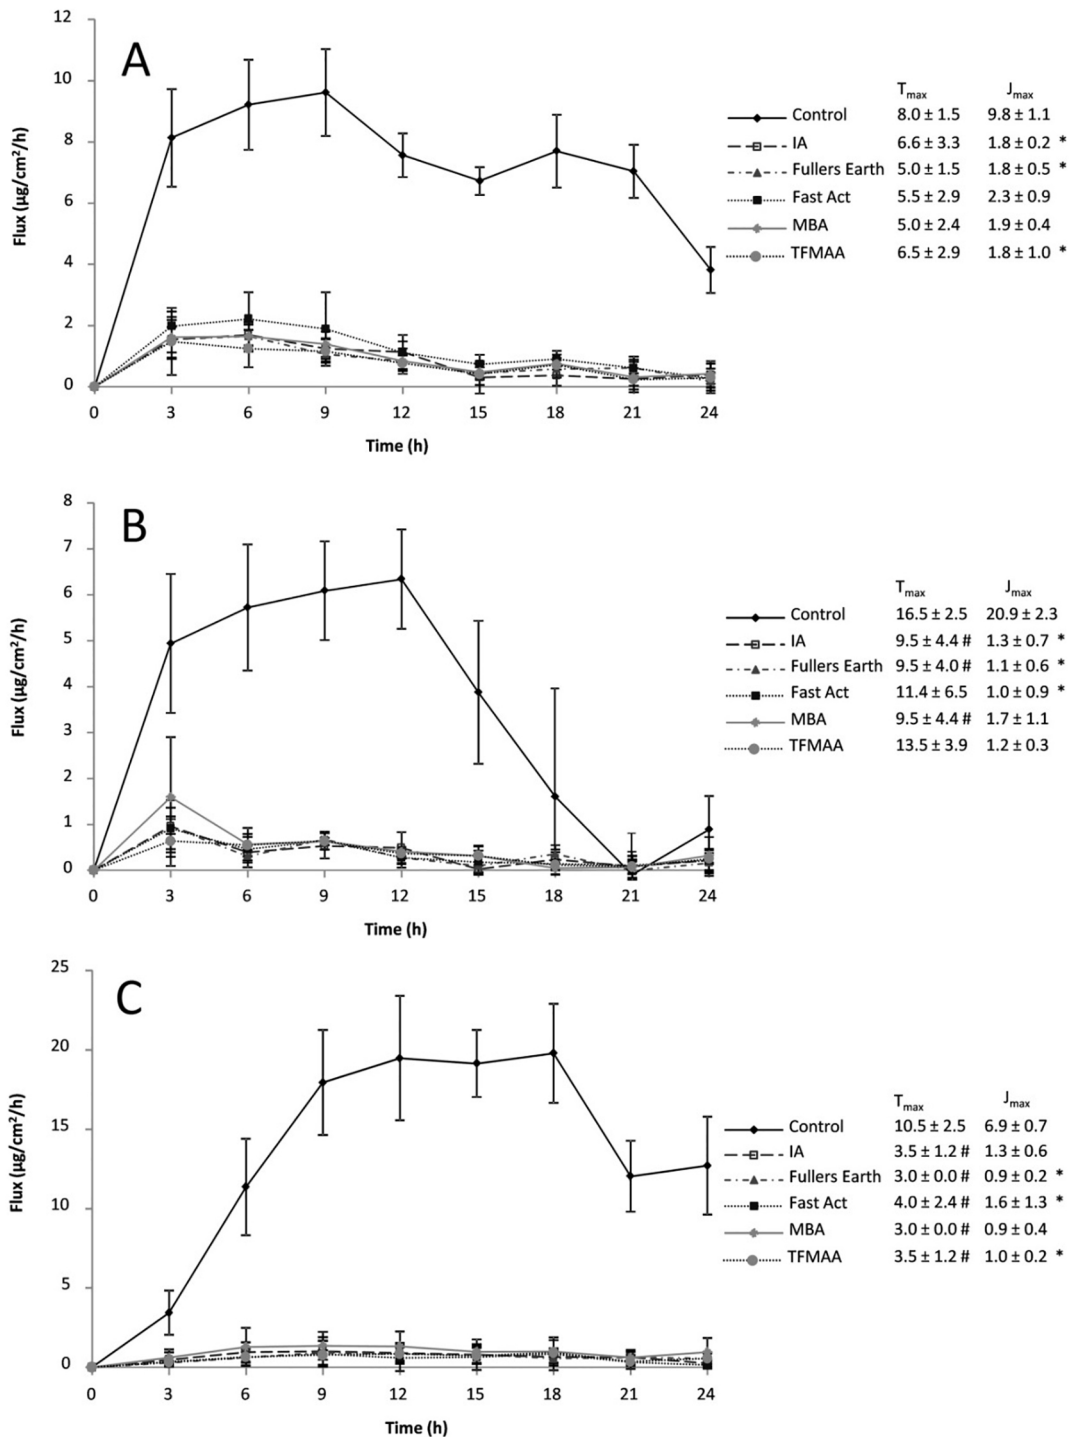 A
Flux (µg/cm²/h)
12
10
8
6
4
2
0
0 3 6 9 12 15 18 21 24
Time (h)
Tmax Jmax
Control 8.0 ± 1.5 9.8 ± 1.1
IA 6.6 ± 3.3 1.8 ± 0.2 *
Fullers Earth 5.0 ± 1.5 1.8 ± 0.5 *
Fast Act 5.5 ± 2.9 2.3 ± 0.9
MBA 5.0 ± 2.4 1.9 ± 0.4
TFMAA 6.5 ± 2.9 1.8 ± 1.0 *
B
Flux (µg/cm²/h)
8
7
6
5
4
3
2
1
0
0 3 6 9 12 15 18 21 24
Time (h)
Tmax Jmax
Control 16.5 ± 2.5 20.9 ± 2.3
IA 9.5 ± 4.4 # 1.3 ± 0.7 *
Fullers Earth 9.5 ± 4.0 # 1.1 ± 0.6 *
Fast Act 11.4 ± 6.5 1.0 ± 0.9 *
MBA 9.5 ± 4.4 # 1.7 ± 1.1
TFMAA 13.5 ± 3.9 1.2 ± 0.3
C
Flux (µg/cm²/h)
25
20
15
10
5
0
0 3 6 9 12 15 18 21 24
Time (h)
Tmax Jmax
Control 10.5 ± 2.5 6.9 ± 0.7
IA 3.5 ± 1.2 # 1.3 ± 0.6
Fullers Earth 3.0 ± 0.0 # 0.9 ± 0.2 *
Fast Act 4.0 ± 2.4 # 1.6 ± 1.3 *
MBA 3.0 ± 0.0 # 0.9 ± 0.4
TFMAA 3.5 ± 1.2 # 1.0 ± 0.2 *